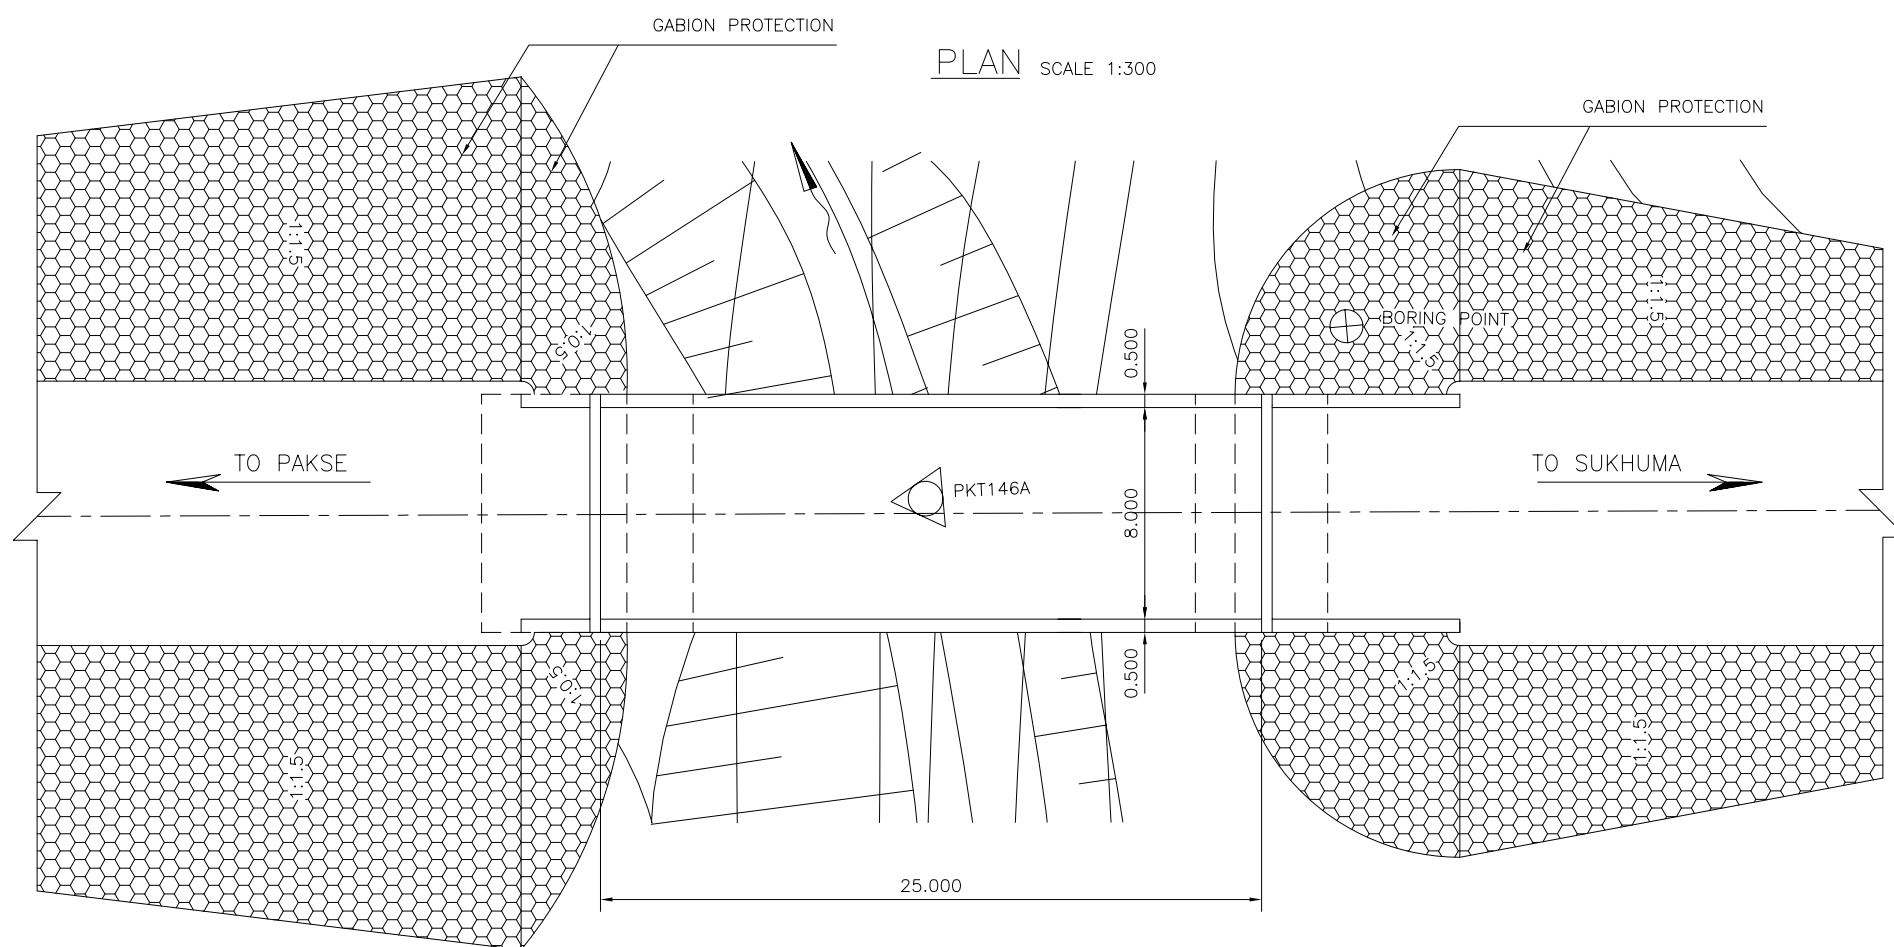 GABION PROTECTION
PLAN SCALE 1:300
GABION PROTECTION
1:1.5
1:0.5
BORING POINT
1:1.5
1:1.5
0.500
TO PAKSE
TO SUKHUMA
PKT146A
8.000
0.500
1:0.5
1:1.5
1:1.5
1:1.5
25.000